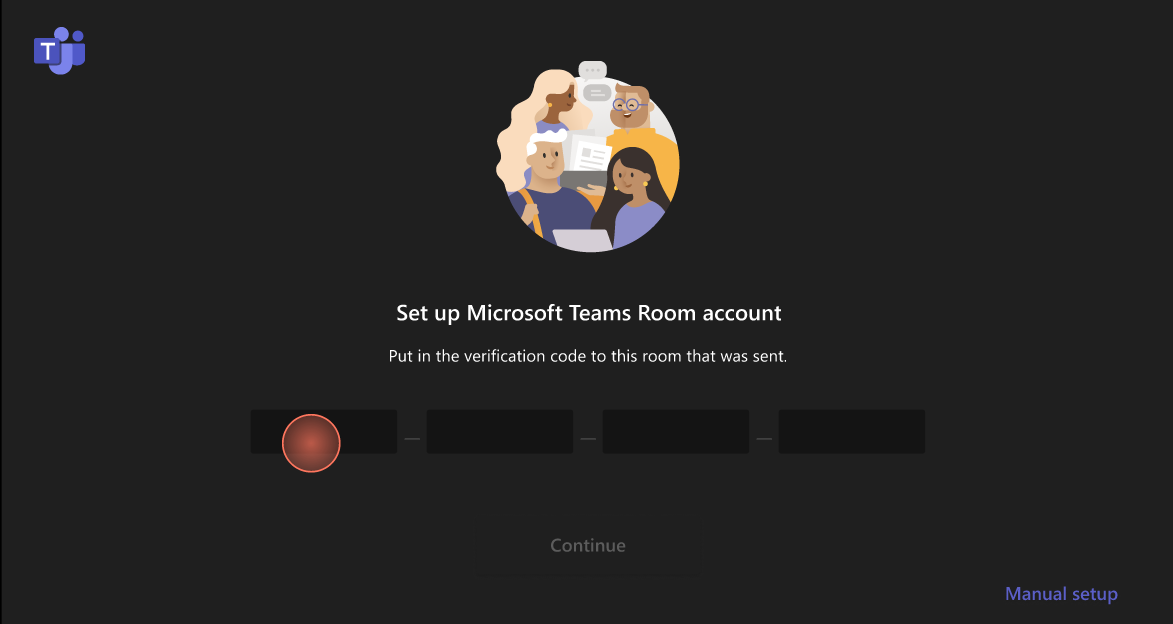 T
Set up Microsoft Teams Room account
Put in the verification code to this room that was sent.
Continue
Manual setup